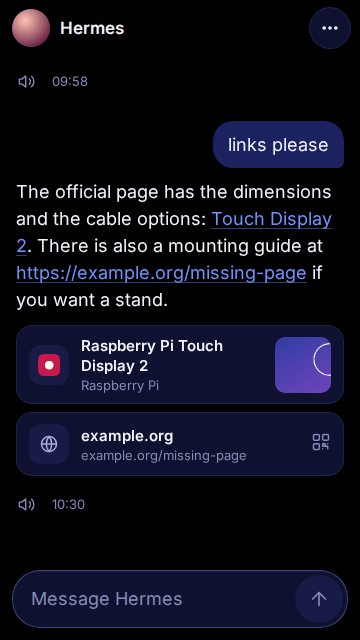 Hermes
09:58
links please
The official page has the dimensions
and the cable options: Touch Display
2. There is also a mounting guide at
https://example.org/missing-page if
you want a stand.
Raspberry Pi Touch
Display 2
Raspberry Pi
example.org
example.org/missing-page
10:30
Message Hermes